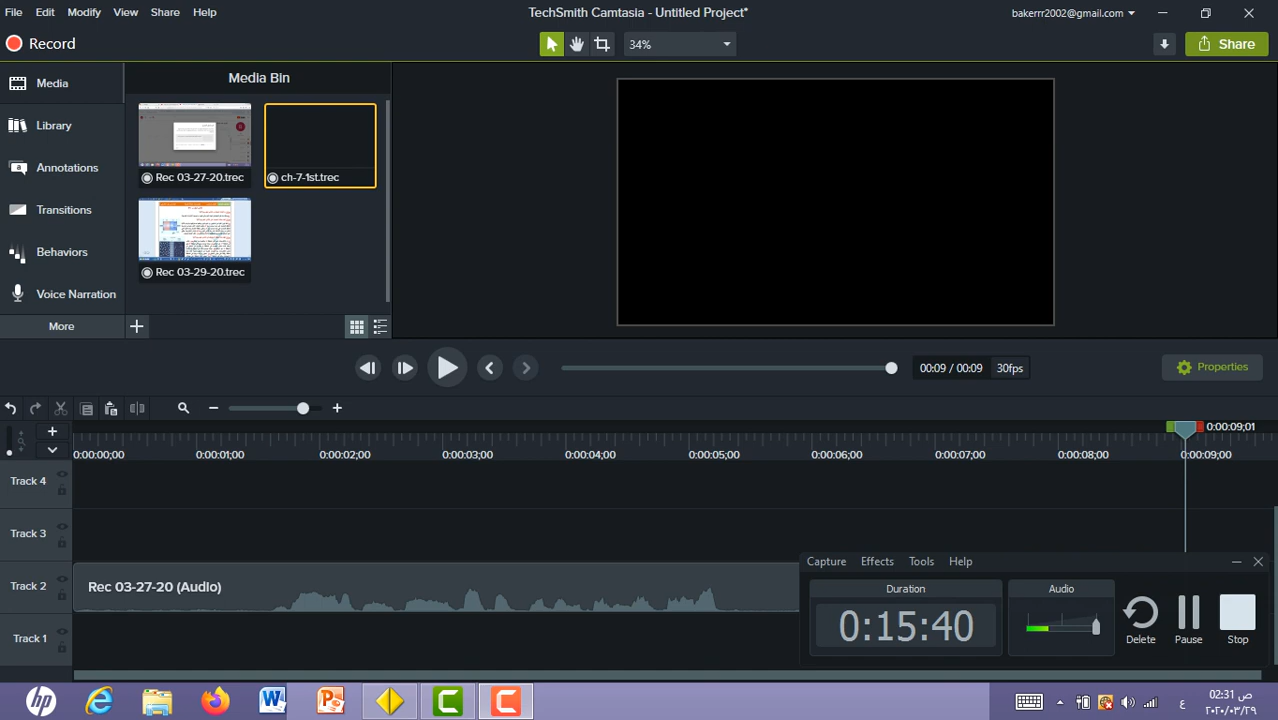 File Edit Modify View Share Help
TechSmith Camtasia - Untitled Project*
bakerrr2002@gmail.com
Record
34%
Share
Media
Library
Annotations
Transitions
Behaviors
Voice Narration
More
Media Bin
Rec 03-27-20.trec
ch-7-1st.trec
Rec 03-29-20.trec
00:09 / 00:09 30fps
Properties
0:00:09;01
0:00:00;00 0:00:01;00 0:00:02;00 0:00:03;00 0:00:04;00 0:00:05;00 0:00:06;00 0:00:07;00 0:00:08;00 0:00:09;00
Track 4
Track 3
Track 2
Rec 03-27-20 (Audio)
Track 1
Capture Effects Tools Help
Duration
0:15:40
Audio
Delete
Pause
Stop
ع
02:31 ص
٢٠٢٠/٠٣/٢٩